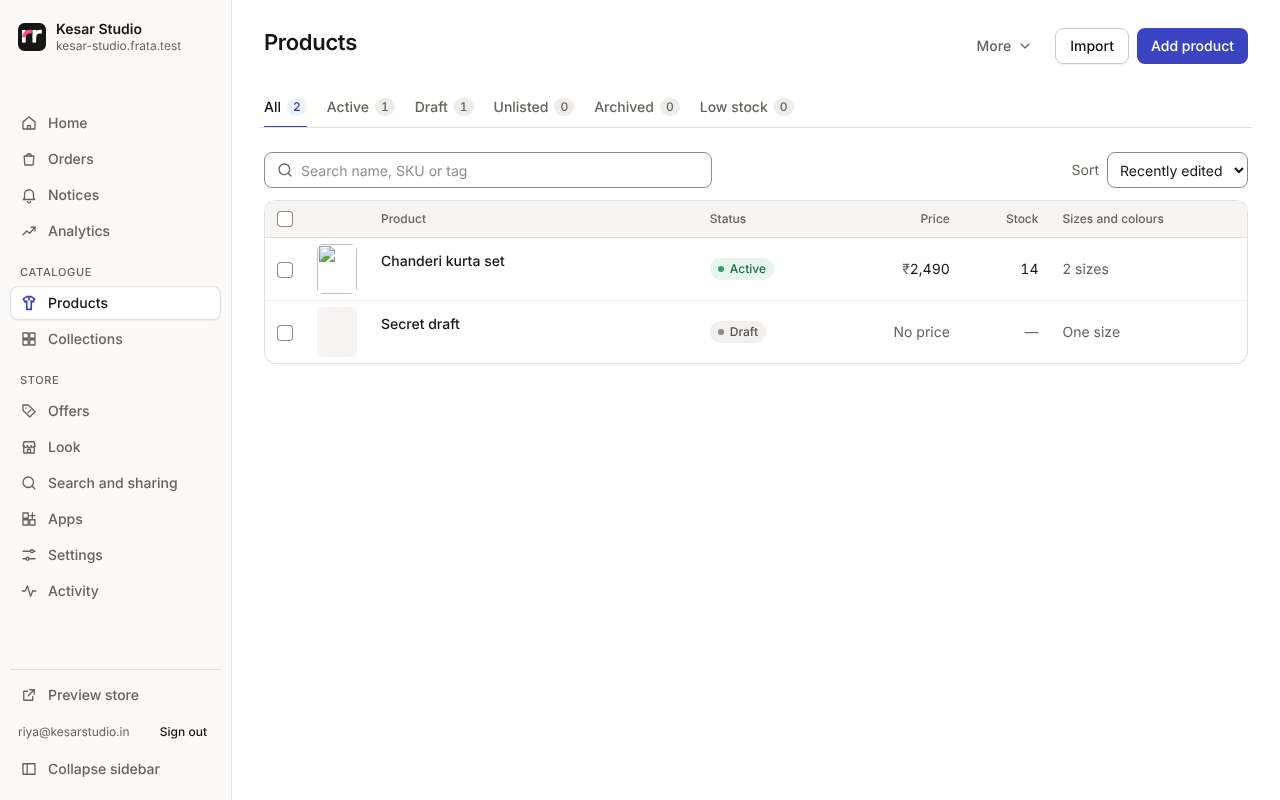 Kesar Studio
kesar-studio.frata.test
Home
Orders
Notices
Analytics
CATALOGUE
Products
Collections
STORE
Offers
Look
Search and sharing
Apps
Settings
Activity
Preview store
riya@kesarstudio.in Sign out
Collapse sidebar
Products
More Import Add product
All 2 Active 1 Draft 1 Unlisted 0 Archived 0 Low stock 0
Search name, SKU or tag Sort Recently edited
Product Status Price Stock Sizes and colours
Chanderi kurta set Active ₹2,490 14 2 sizes
Secret draft Draft No price — One size